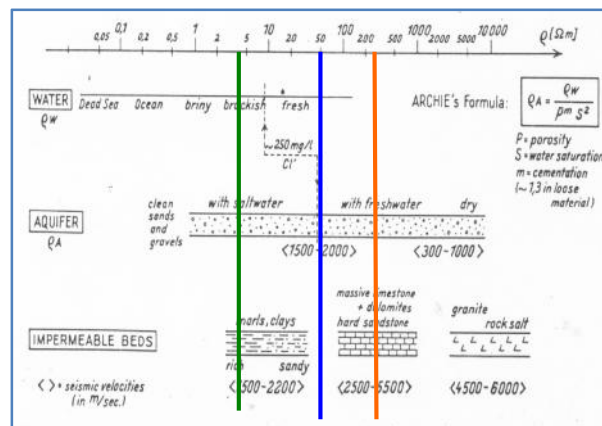 0,1 1 10 100 1000 10 000 ϱ [Ωm]
0,05 0,2 0,5 2 5 20 50 200 500 2000 5000
WATER
ϱW
Dead Sea Ocean briny brackish fresh
~250 mg/l
Cl'
ARCHIE's Formula: ϱA = ϱW / P^m S^2
P = porosity
S = water saturation
m = cementation
(~1,3 in loose
material)
AQUIFER
ϱA
clean
sands
and
gravels
with saltwater with freshwater dry
<1500-2000> <300-1000>
IMPERMEABLE BEDS
marls, clays
rich sandy
massive limestone
+ dolomites
hard sandstone
granite
rock salt
<> = seismic velocities
(in m/sec.)
500-2200> <2500-5500> <4500-6000>